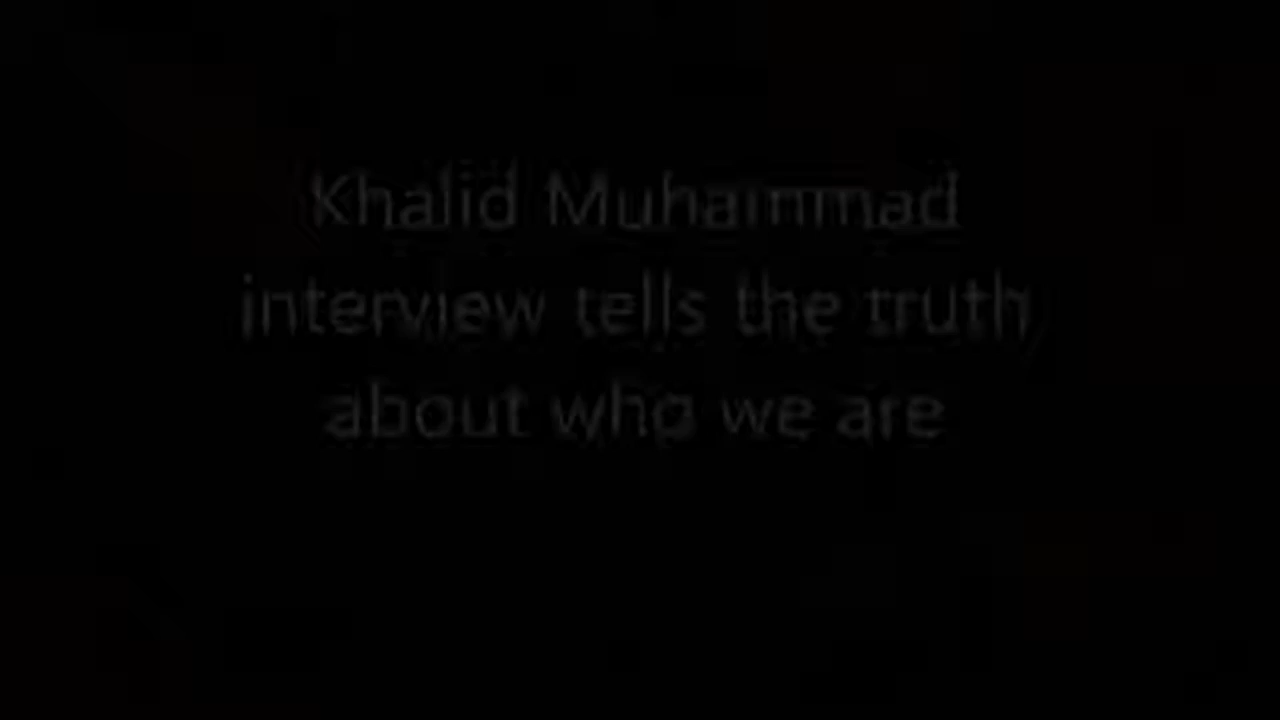 Khalid Muhammad
interview tells the truth
about who we are